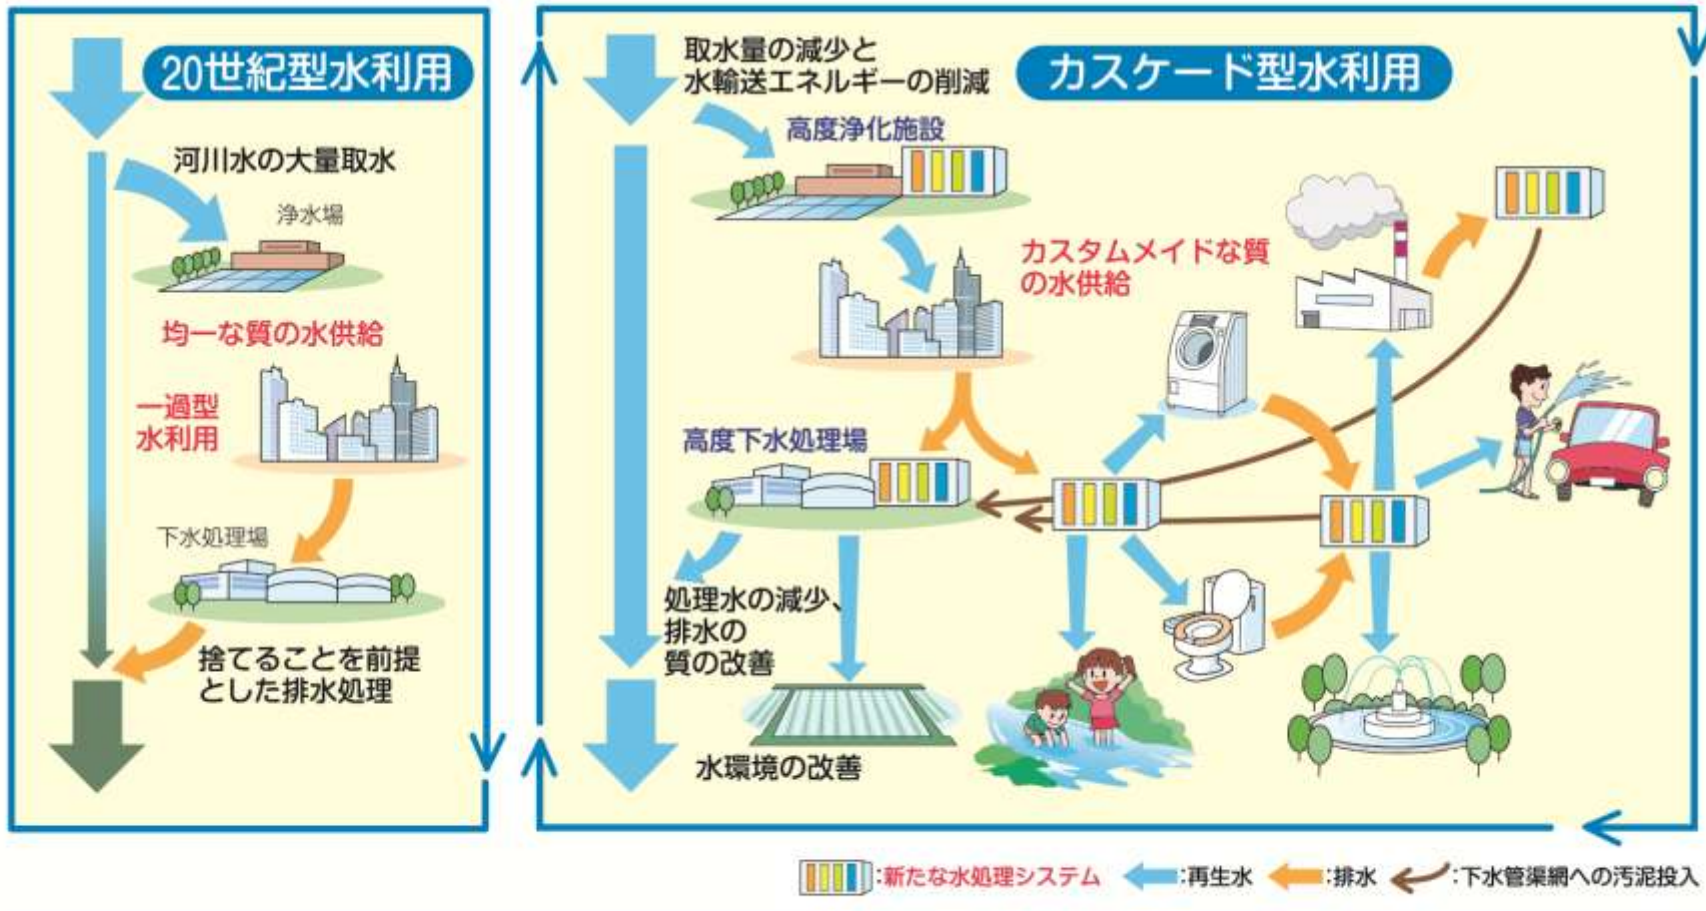 20世紀型水利用
河川水の大量取水
浄水場
均一な質の水供給
一過型
水利用
下水処理場
捨てることを前提
とした排水処理
取水量の減少と
水輸送エネルギーの削減
カスケード型水利用
高度浄化施設
カスタムメイドな質
の水供給
高度下水処理場
処理水の減少、
排水の
質の改善
水環境の改善
:新たな水処理システム
:再生水
:排水
:下水管渠網への汚泥投入